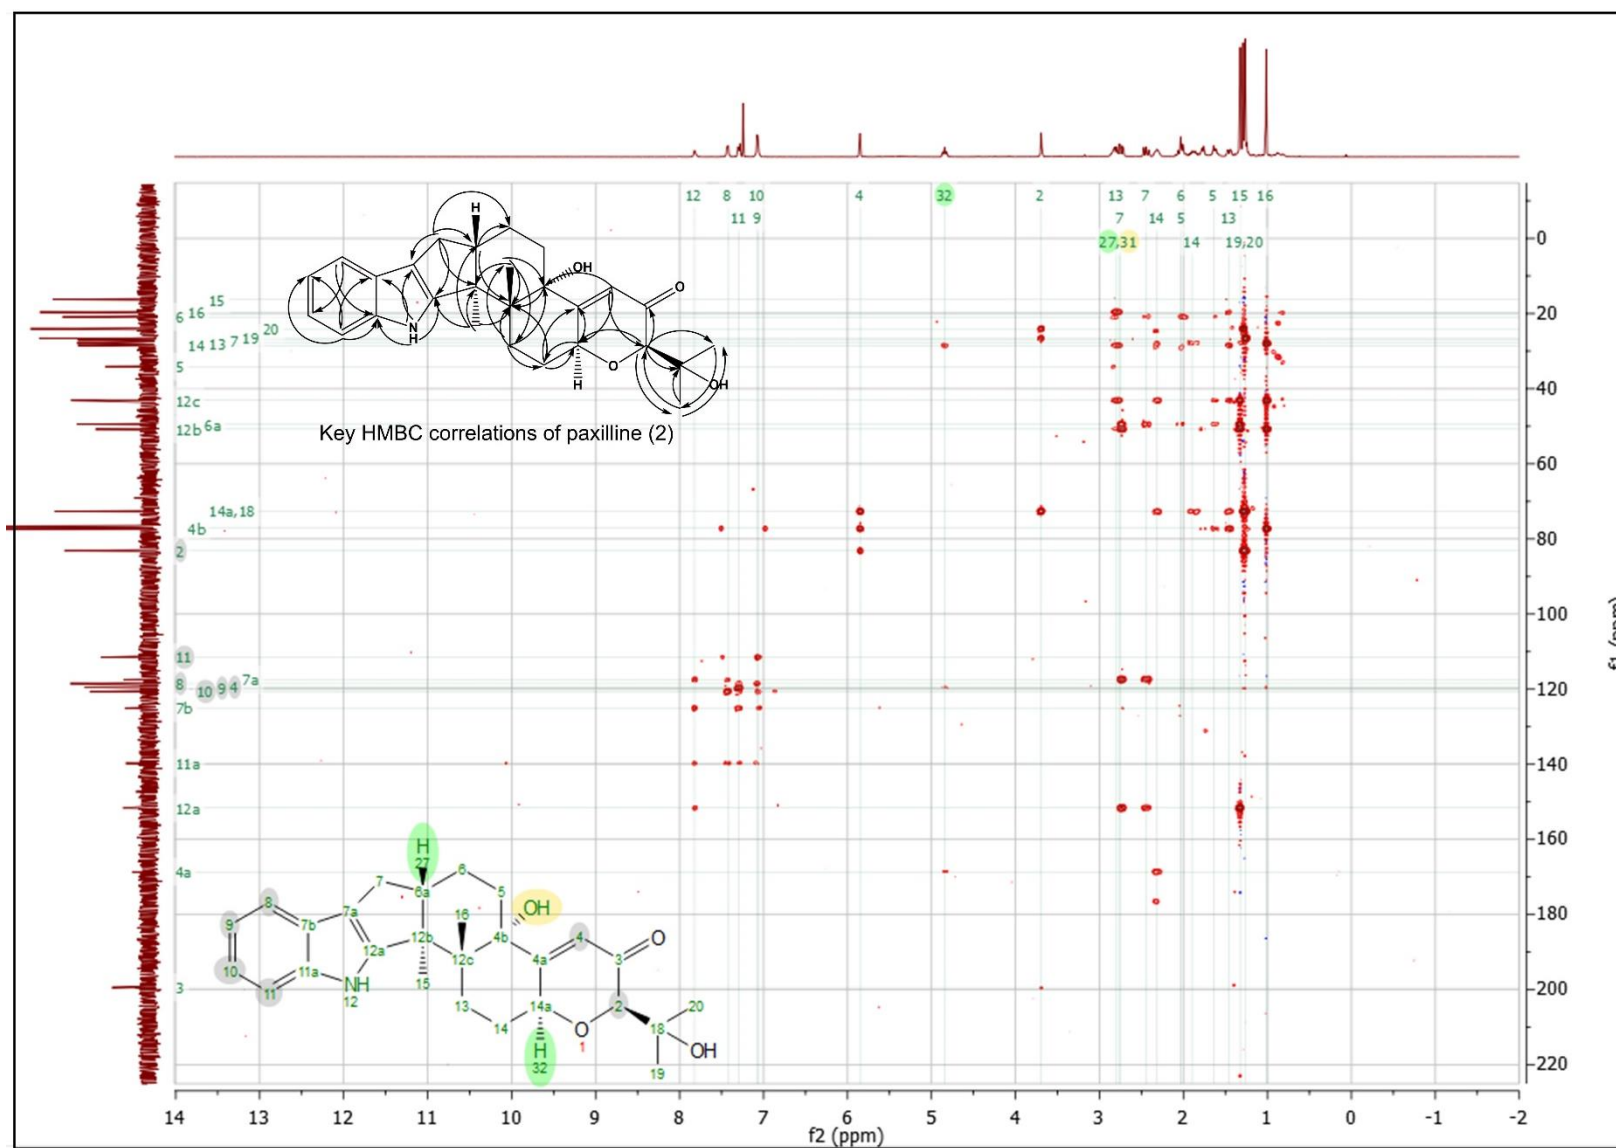 12 8 10 4 32 2 13 7 6 5 15 16
11 9 7 14 5 13
27,31 14 19,20
0
15
16
6
20
20
19
7
13
14
5
40
12c
6a
12b
60
14a,18
4b
80
2
100
11
7a
8
10 9 4
120
7b
140
11a
12a
160
4a
180
3
200
220
f1 (ppm)
H
OH
O
N
H
H
O
OH
Key HMBC correlations of paxilline (2)
H
27
6
7
6a
5
8
7a
16
OH
9
7b
12b
4b
4
O
12a
12c
4a
3
10
11a
NH
15
11
12
13
14a
2
20
14
O
18
H
1
OH
32
19
14 13 12 11 10 9 8 7 6 5 4 3 2 1 0 -1 -2
f2 (ppm)